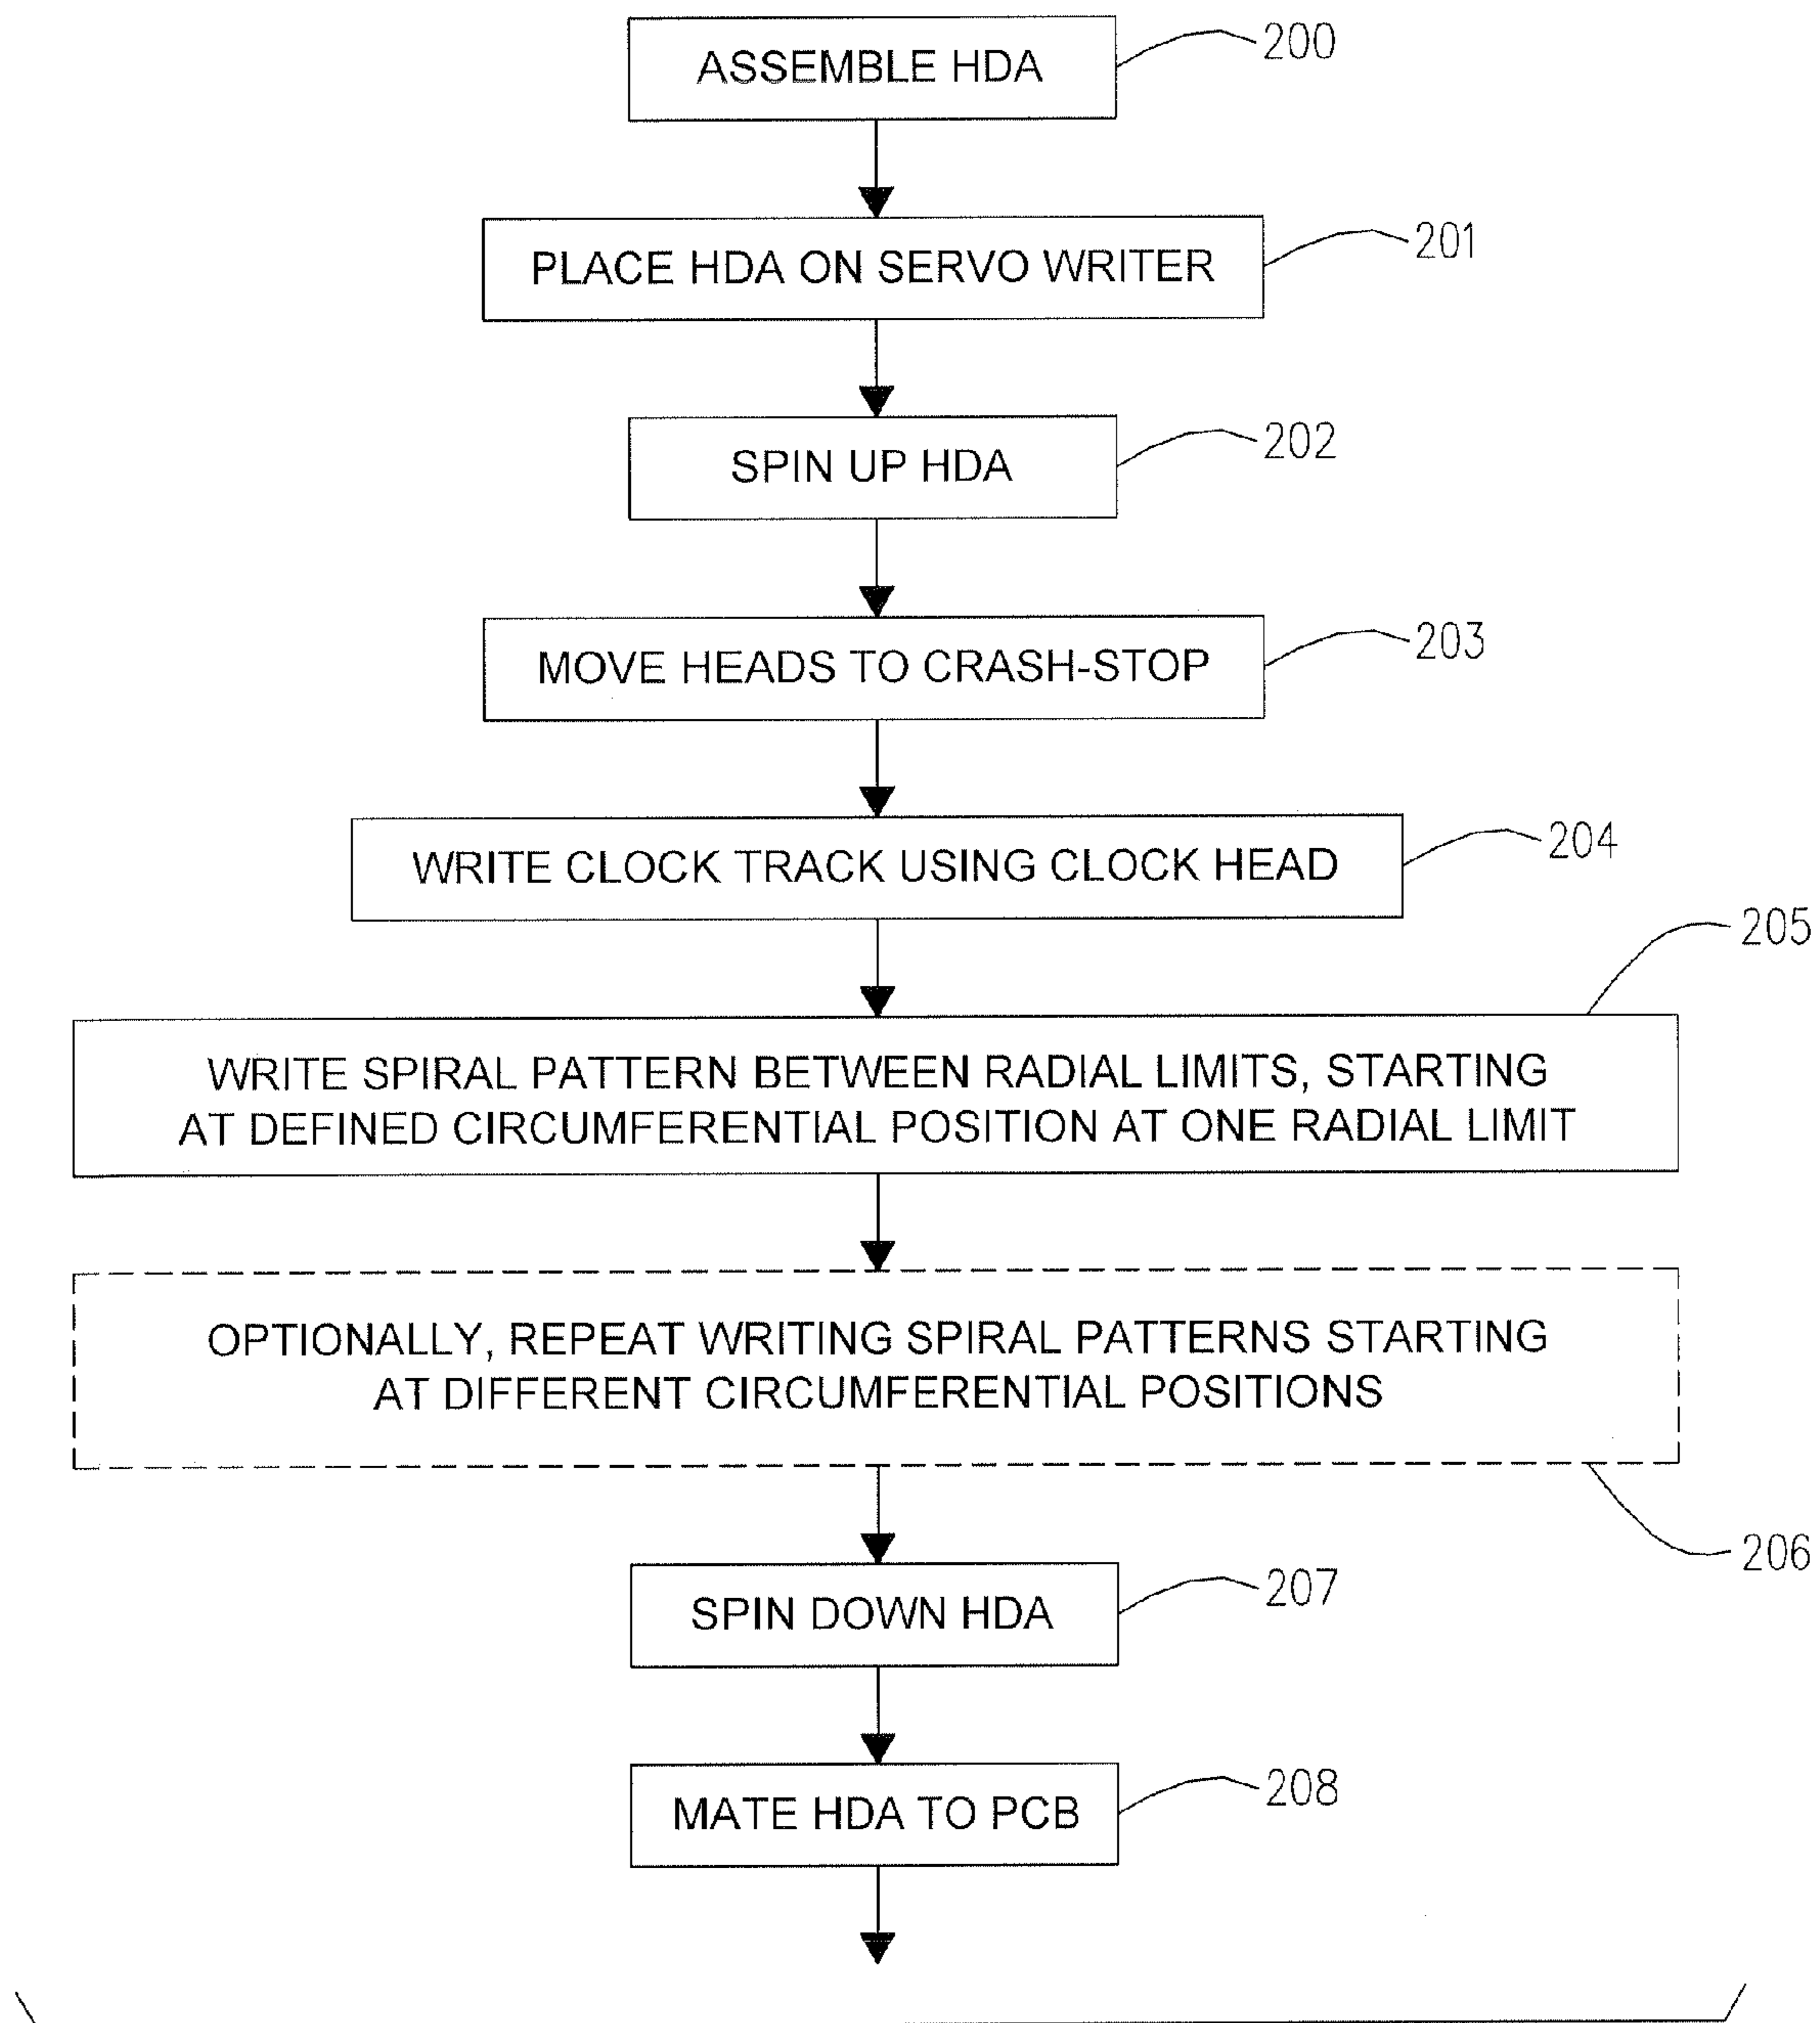 ASSEMBLE HDA
200
PLACE HDA ON SERVO WRITER
201
SPIN UP HDA
202
MOVE HEADS TO CRASH-STOP
203
WRITE CLOCK TRACK USING CLOCK HEAD
204
205
WRITE SPIRAL PATTERN BETWEEN RADIAL LIMITS, STARTING
AT DEFINED CIRCUMFERENTIAL POSITION AT ONE RADIAL LIMIT
OPTIONALLY, REPEAT WRITING SPIRAL PATTERNS STARTING
AT DIFFERENT CIRCUMFERENTIAL POSITIONS
206
SPIN DOWN HDA
207
MATE HDA TO PCB
208